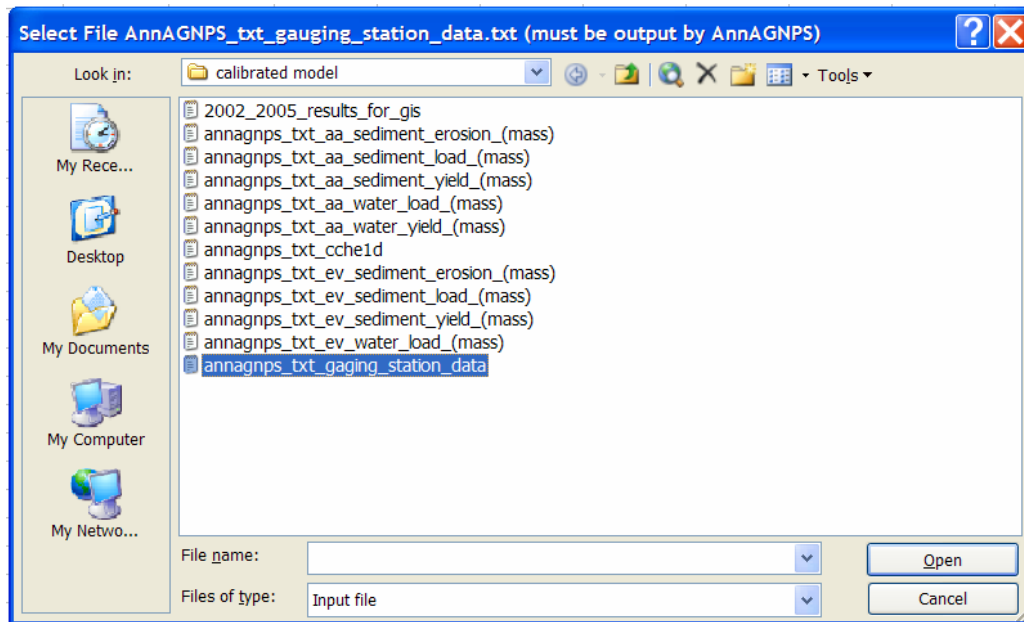 Select File AnnAGNPS_txt_gauging_station_data.txt (must be output by AnnAGNPS)
Look in:
calibrated model
Tools
My Rece...
Desktop
My Documents
My Computer
My Netwo...
2002_2005_results_for_gis
annagnps_txt_aa_sediment_erosion_(mass)
annagnps_txt_aa_sediment_load_(mass)
annagnps_txt_aa_sediment_yield_(mass)
annagnps_txt_aa_water_load_(mass)
annagnps_txt_aa_water_yield_(mass)
annagnps_txt_cche1d
annagnps_txt_ev_sediment_erosion_(mass)
annagnps_txt_ev_sediment_load_(mass)
annagnps_txt_ev_sediment_yield_(mass)
annagnps_txt_ev_water_load_(mass)
annagnps_txt_gaging_station_data
File name:
Open
Files of type:
Input file
Cancel